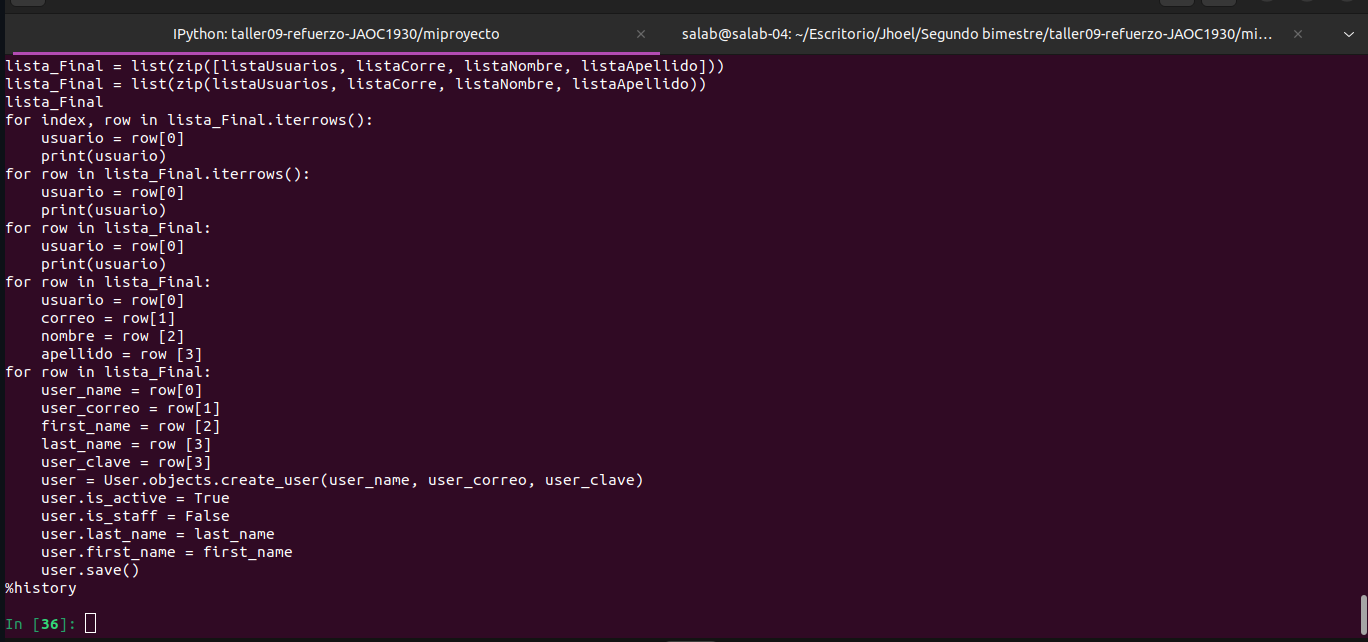 IPython: taller09-refuerzo-JAOC1930/miproyecto
salab@salab-04: ~/Escritorio/Jhoel/Segundo bimestre/taller09-refuerzo-JAOC1930/mi...
lista_Final = list(zip([listaUsuarios, listaCorre, listaNombre, listaApellido]))
lista_Final = list(zip(listaUsuarios, listaCorre, listaNombre, listaApellido))
lista_Final
for index, row in lista_Final.iterrows():
    usuario = row[0]
    print(usuario)
for row in lista_Final.iterrows():
    usuario = row[0]
    print(usuario)
for row in lista_Final:
    usuario = row[0]
    print(usuario)
for row in lista_Final:
    usuario = row[0]
    correo = row[1]
    nombre = row [2]
    apellido = row [3]
for row in lista_Final:
    user_name = row[0]
    user_correo = row[1]
    first_name = row [2]
    last_name = row [3]
    user_clave = row[3]
    user = User.objects.create_user(user_name, user_correo, user_clave)
    user.is_active = True
    user.is_staff = False
    user.last_name = last_name
    user.first_name = first_name
    user.save()
%history
In [36]: